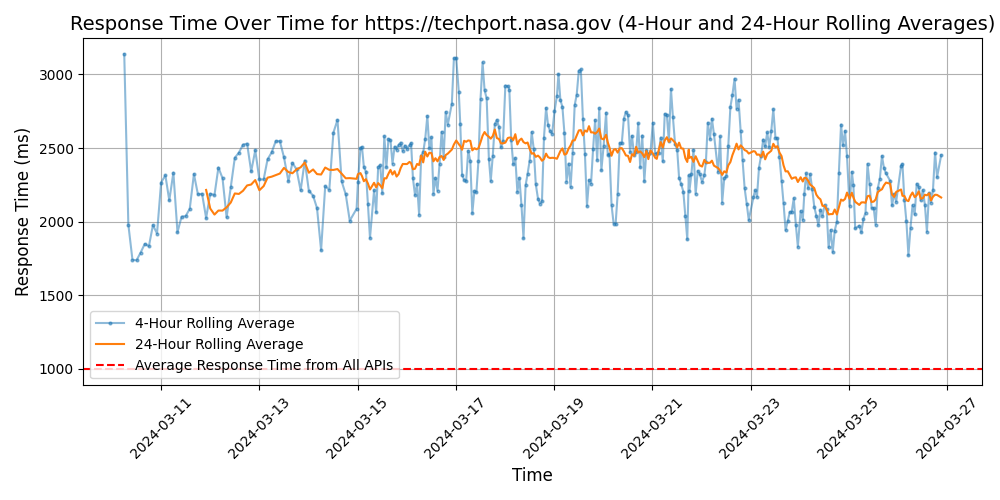 Response Time Over Time for https://techport.nasa.gov (4-Hour and 24-Hour Rolling Averages)
Response Time (ms)
3000
2500
2000
1500
1000
4-Hour Rolling Average
24-Hour Rolling Average
Average Response Time from All APIs
2024-03-11
2024-03-13
2024-03-15
2024-03-17
2024-03-19
2024-03-21
2024-03-23
2024-03-25
2024-03-27
Time